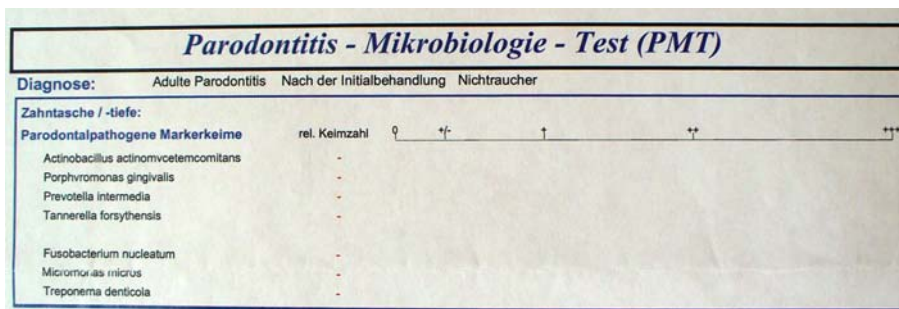 Parodontitis - Mikrobiologie - Test (PMT)
Diagnose: Adulte Parodontitis Nach der Initialbehandlung Nichtraucher
Zahntasche / -tiefe:
Parodontalpathogene Markerkeime rel. Keimzahl 0 +/- + ++ +++
Actinobacillus actinomycetemcomitans -
Porphyromonas gingivalis -
Prevotella intermedia -
Tannerella forsythensis -
Fusobacterium nucleatum -
Micromonas micros -
Treponema denticola -